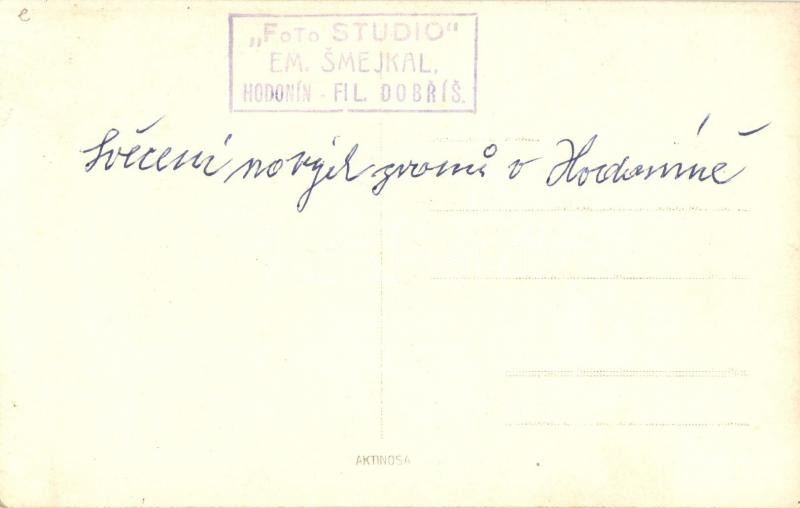 e
„FOTO STUDIO"
EM. ŠMEJKAL,
HODONÍN - FIL. DOBŘÍŠ.
Svěcení nových zvonů v Hodoníně
AKTINOSA